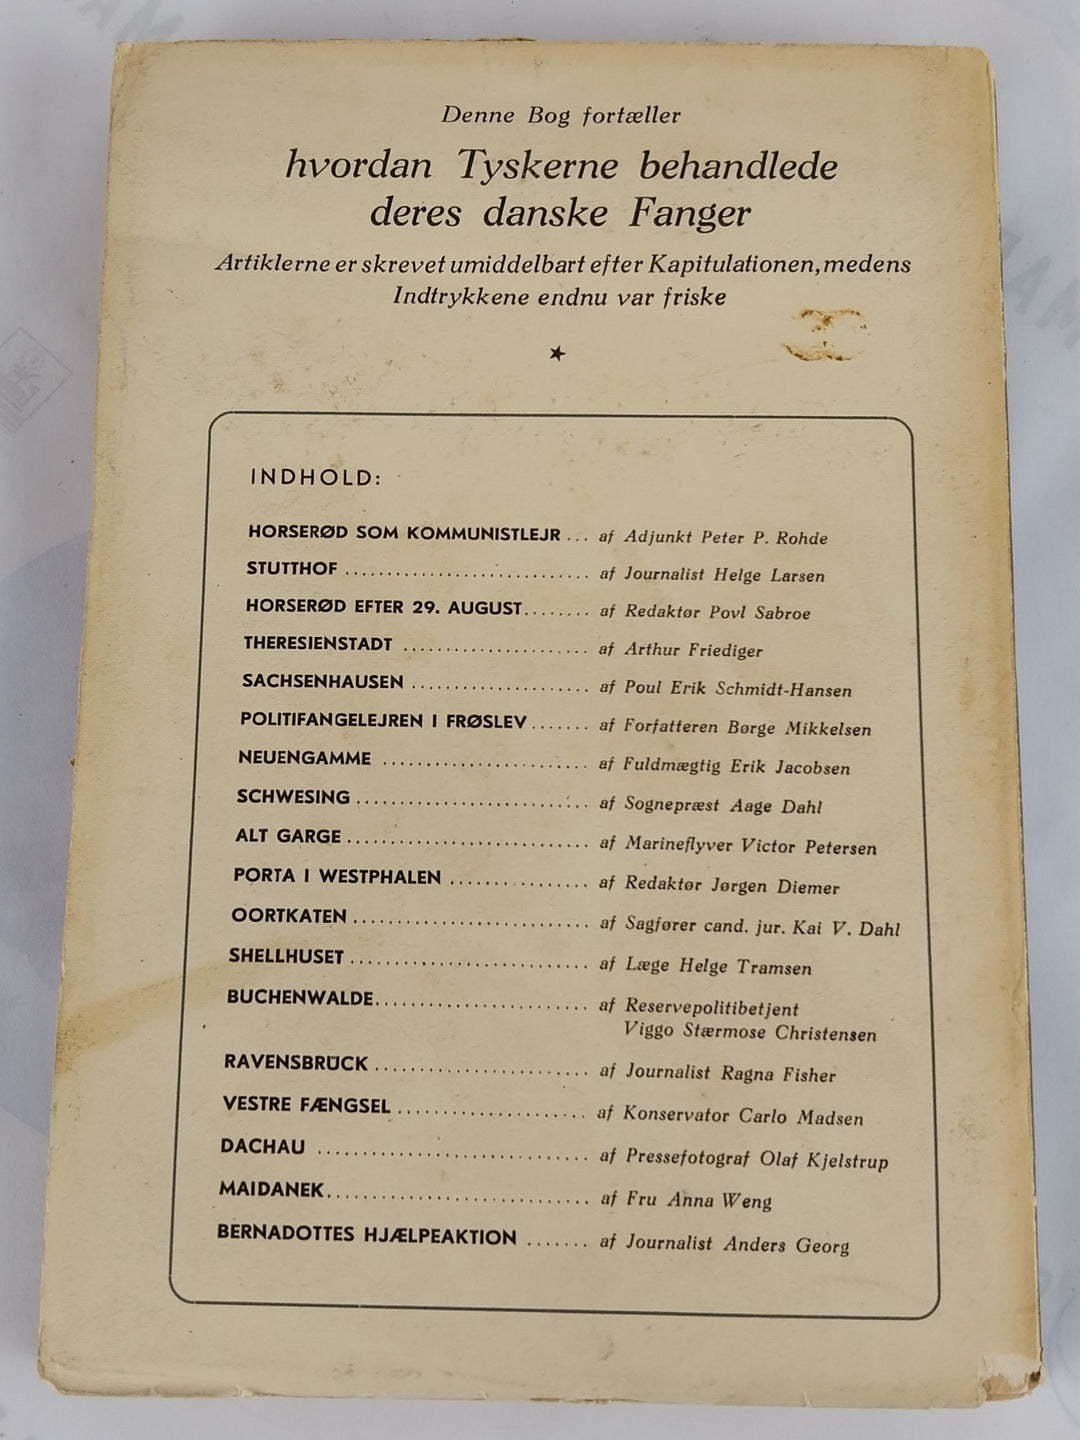 Denne Bog fortæller
hvordan Tyskerne behandlede
deres danske Fanger
Artiklerne er skrevet umiddelbart efter Kapitulationen, medens
Indtrykkene endnu var friske
INDHOLD:
HORSERØD SOM KOMMUNISTLEJR ... af Adjunkt Peter P. Rohde
STUTTHOF ............................ af Journalist Helge Larsen
HORSERØD EFTER 29. AUGUST........ af Redaktør Povl Sabroe
THERESIENSTADT ..................... af Arthur Friediger
SACHSENHAUSEN .................... af Poul Erik Schmidt-Hansen
POLITIFANGELEJREN I FRØSLEV....... af Forfatteren Børge Mikkelsen
NEUENGAMME ....................... af Fuldmægtig Erik Jacobsen
SCHWESING .......................... af Sognepræst Aage Dahl
ALT GARGE ........................... af Marineflyver Victor Petersen
PORTA I WESTPHALEN ................ af Redaktør Jørgen Diemer
OORTKATEN ........................... af Sagfører cand. jur. Kai V. Dahl
SHELLHUSET ........................... af Læge Helge Tramsen
BUCHENWALDE........................ af Reservepolitibetjent
Viggo Stærmose Christensen
RAVENSBRÜCK ........................ af Journalist Ragna Fisher
VESTRE FÆNGSEL ..................... af Konservator Carlo Madsen
DACHAU ............................... af Pressefotograf Olaf Kjelstrup
MAIDANEK.............................. af Fru Anna Weng
BERNADOTTES HJÆLPEAKTION ....... af Journalist Anders Georg